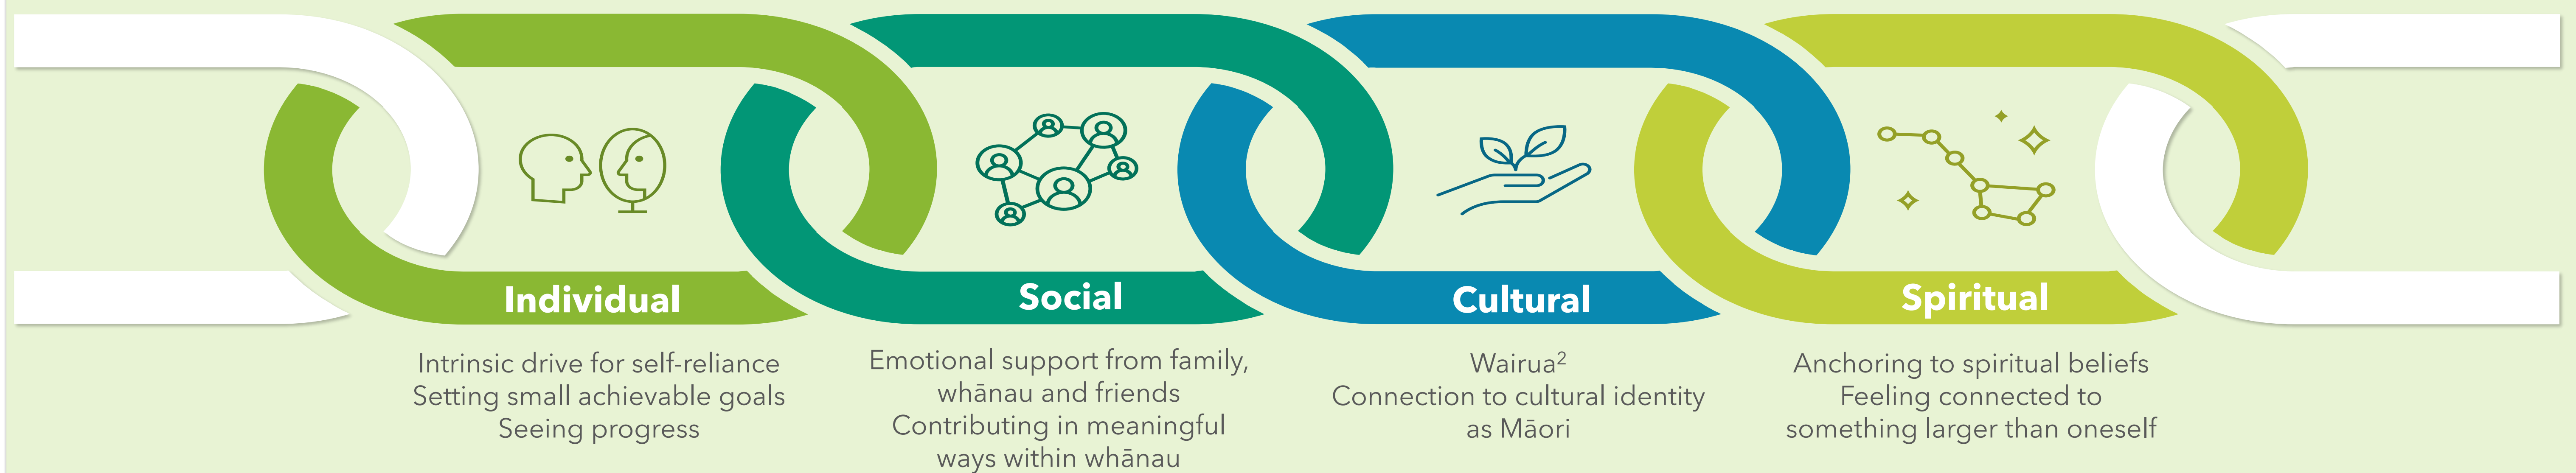 Individual
Intrinsic drive for self-reliance
Setting small achievable goals
Seeing progress
Social
Emotional support from family,
whānau and friends
Contributing in meaningful
ways within whānau
Cultural
Wairua²
Connection to cultural identity
as Māori
Spiritual
Anchoring to spiritual beliefs
Feeling connected to
something larger than oneself